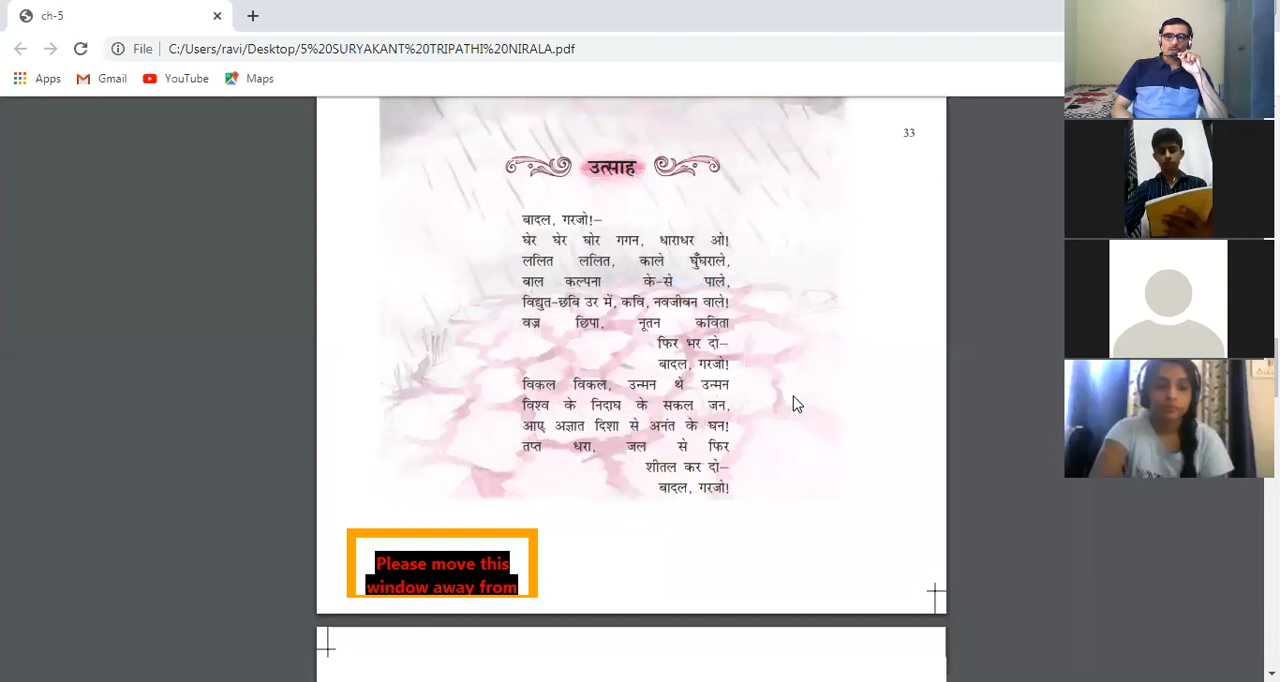 ch-5
File
C:/Users/ravi/Desktop/5%20SURYAKANT%20TRIPATHI%20NIRALA.pdf
Apps Gmail YouTube Maps
33
उत्साह
बादल, गरजो!–
घेर घेर घोर गगन, धाराधर ओ!
ललित ललित, काले घुँघराले,
बाल कल्पना के-से पाले,
विद्युत-छबि उर में, कवि, नवजीवन वाले!
वज्र छिपा, नूतन कविता
फिर भर दो–
बादल, गरजो!
विकल विकल, उन्मन थे उन्मन
विश्व के निदाघ के सकल जन,
आए अज्ञात दिशा से अनंत के घन!
तप्त धरा, जल से फिर
शीतल कर दो–
बादल, गरजो!
Please move this
window away from